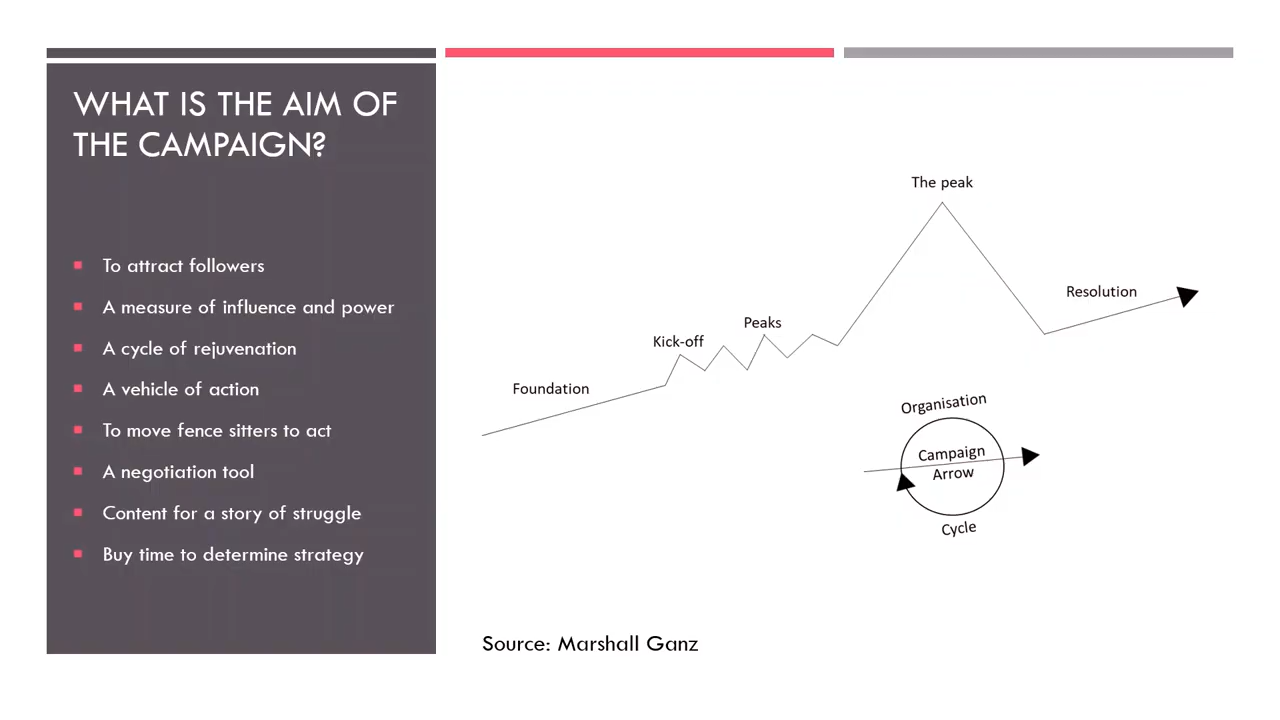 WHAT IS THE AIM OF
THE CAMPAIGN?
To attract followers
A measure of influence and power
A cycle of rejuvenation
A vehicle of action
To move fence sitters to act
A negotiation tool
Content for a story of struggle
Buy time to determine strategy
The peak
Resolution
Peaks
Kick-off
Foundation
Organisation
Campaign
Arrow
Cycle
Source: Marshall Ganz